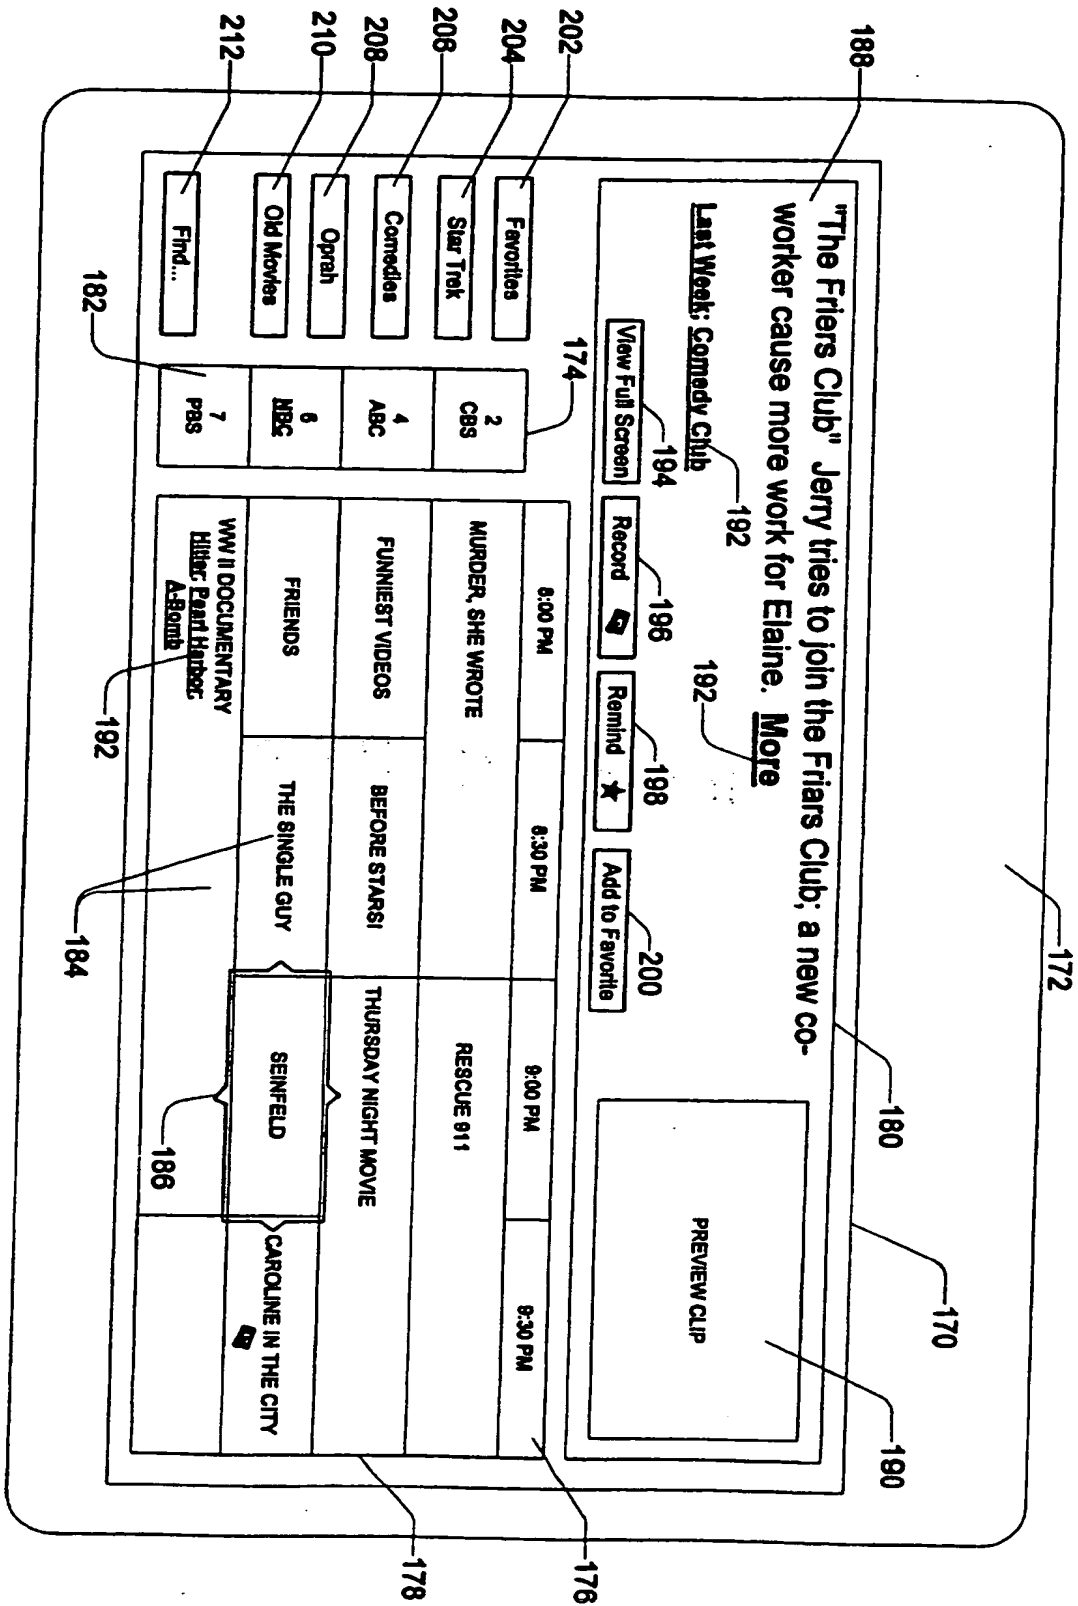 172
180
170
190
188
"The Friers Club" Jerry tries to join the Friars Club; a new co-
worker cause more work for Elaine. More
Last Week; Comedy Club
192
192
PREVIEW CLIP
194
196
198
200
View Full Screen
Record
Remind
Add to Favorite
202
204
206
208
210
212
Favorites
Star Trek
Comedies
Oprah
Old Movies
Find...
174
176
178
8:00 PM
8:30 PM
9:00 PM
9:30 PM
2
CBS
MURDER, SHE WROTE
RESCUE 911
4
ABC
FUNNIEST VIDEOS
BEFORE STARS!
THURSDAY NIGHT MOVIE
6
NBC
FRIENDS
THE SINGLE GUY
SEINFELD
CAROLINE IN THE CITY
7
PBS
WW II DOCUMENTARY
Hitler; Pearl Harbor;
A-Bomb
182
192
184
186